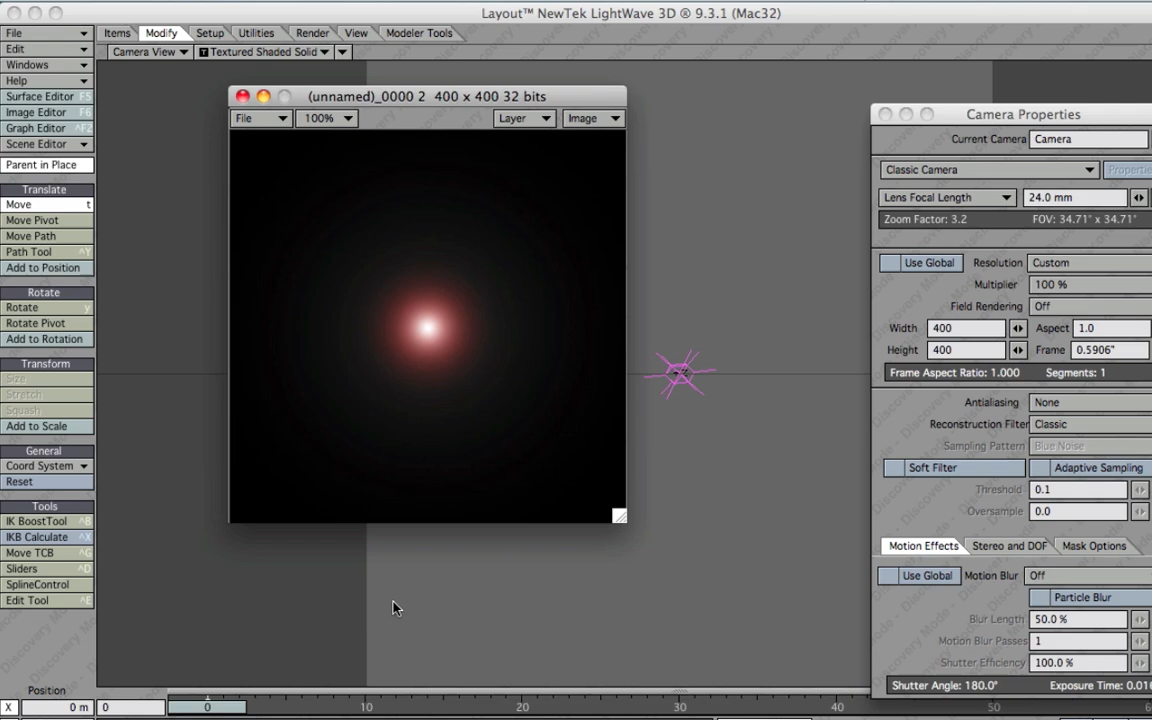 Layout™ NewTek LightWave 3D ® 9.3.1 (Mac32)
File
Items
Modify
Setup
Utilities
Render
View
Modeler Tools
Edit
Camera View
T Textured Shaded Solid
Windows
Help
Surface Editor F5
Image Editor F6
Graph Editor ^F2
Scene Editor
Parent in Place
Translate
Move t
Move Pivot
Move Path
Path Tool ^Y
Add to Position
Rotate
Rotate y
Rotate Pivot
Add to Rotation
Transform
Size
Stretch
Squash
Add to Scale
General
Coord System
Reset
Tools
IK BoostTool ^B
IKB Calculate ^X
Move TCB ^G
Sliders ^D
SplineControl
Edit Tool ^E
Position
X 0 m
(unnamed)_0000 2 400 x 400 32 bits
File
100%
Layer
Image
Camera Properties
Current Camera Camera
Classic Camera
Lens Focal Length 24.0 mm
Zoom Factor: 3.2 FOV: 34.71° x 34.71°
Use Global Resolution Custom
Multiplier 100 %
Field Rendering Off
Width 400 Aspect 1.0
Height 400 Frame 0.5906"
Frame Aspect Ratio: 1.000 Segments: 1
Antialiasing None
Reconstruction Filter Classic
Sampling Pattern Blue Noise
Soft Filter Adaptive Sampling
Threshold 0.1
Oversample 0.0
Motion Effects Stereo and DOF Mask Options
Use Global Motion Blur Off
Particle Blur
Blur Length 50.0 %
Motion Blur Passes 1
Shutter Efficiency 100.0 %
Shutter Angle: 180.0° Exposure Time:
0 0 10 20 30 40 50